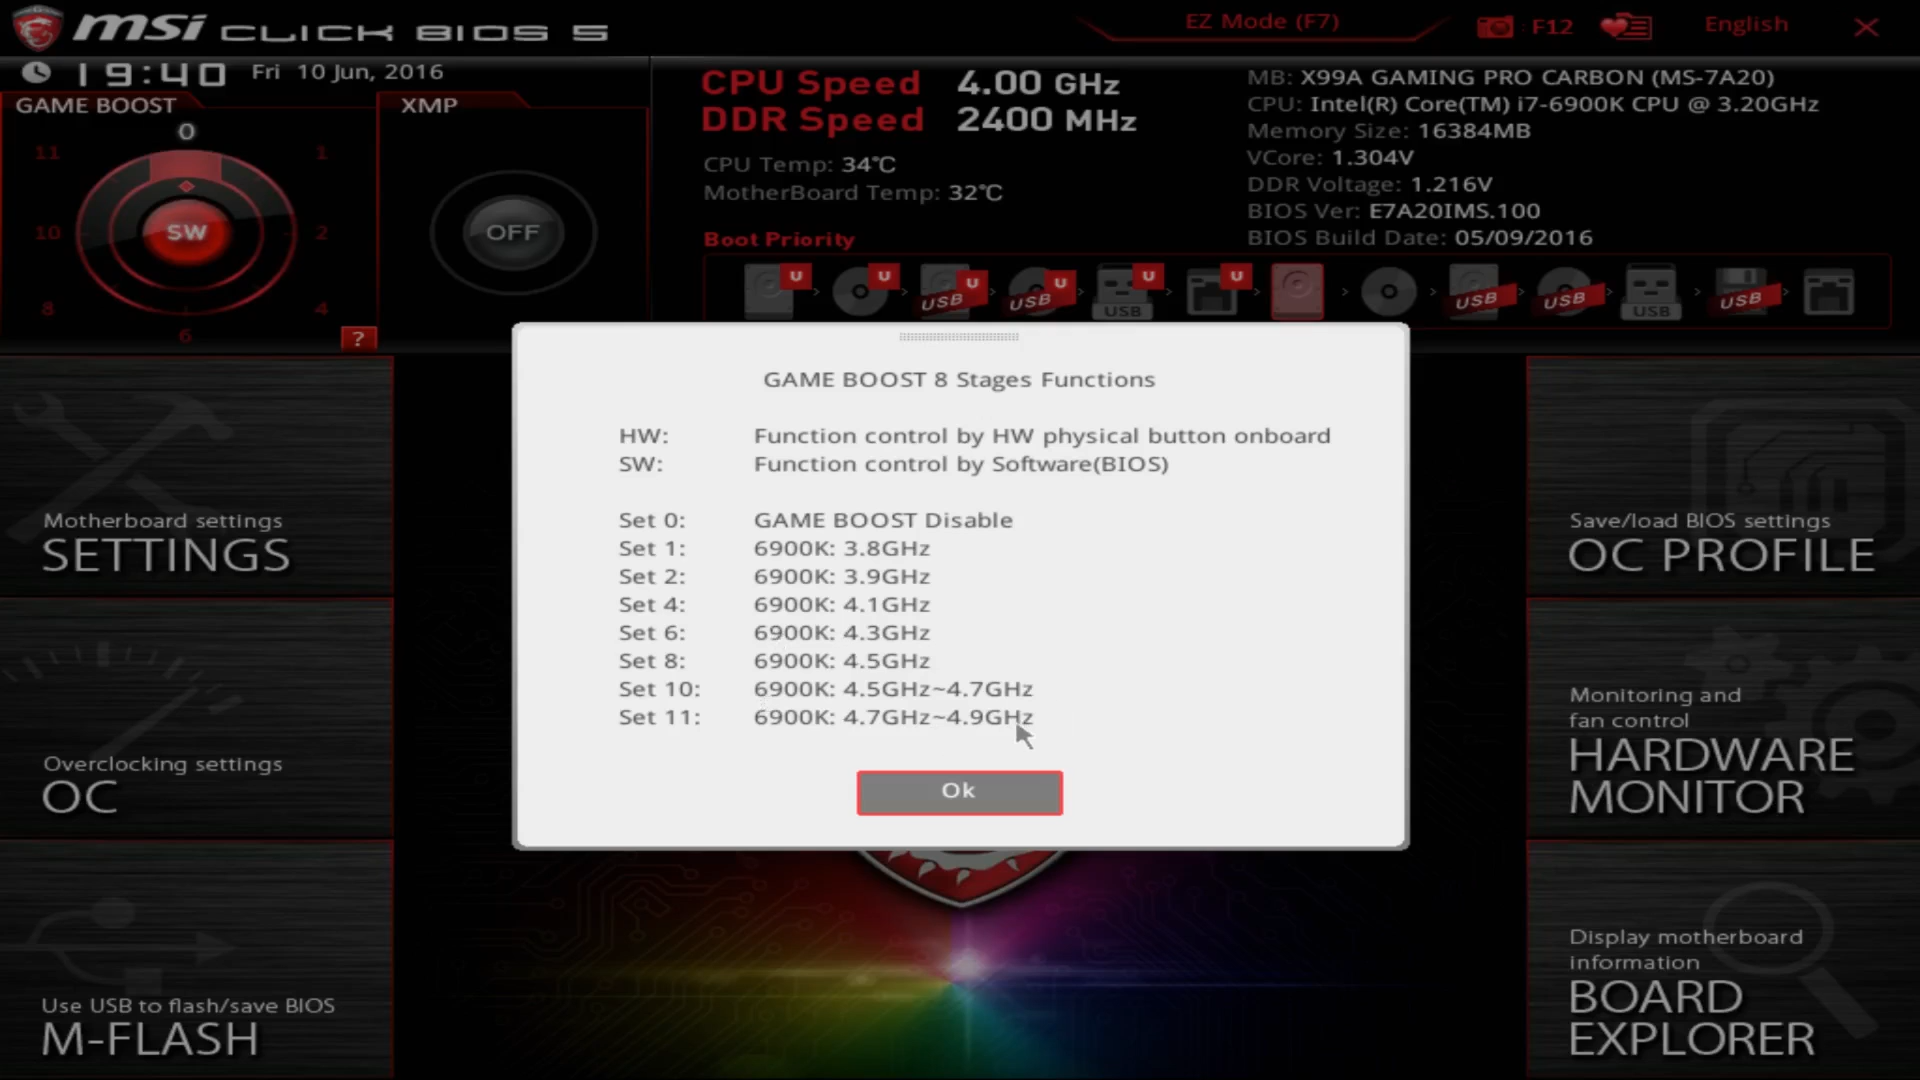 msi CLICK BIOS 5
EZ Mode (F7)
: F12
English
19:40 Fri 10 Jun, 2016
GAME BOOST
XMP
0
11
1
10
2
8
4
6
SW
OFF
?
CPU Speed 4.00 GHz
DDR Speed 2400 MHz
CPU Temp: 34℃
MotherBoard Temp: 32℃
MB: X99A GAMING PRO CARBON (MS-7A20)
CPU: Intel(R) Core(TM) i7-6900K CPU @ 3.20GHz
Memory Size: 16384MB
VCore: 1.304V
DDR Voltage: 1.216V
BIOS Ver: E7A20IMS.100
BIOS Build Date: 05/09/2016
Boot Priority
U
U
USB U
USB U
USB U
U
USB
USB
USB
USB
GAME BOOST 8 Stages Functions
HW: Function control by HW physical button onboard
SW: Function control by Software(BIOS)
Set 0: GAME BOOST Disable
Set 1: 6900K: 3.8GHz
Set 2: 6900K: 3.9GHz
Set 4: 6900K: 4.1GHz
Set 6: 6900K: 4.3GHz
Set 8: 6900K: 4.5GHz
Set 10: 6900K: 4.5GHz~4.7GHz
Set 11: 6900K: 4.7GHz~4.9GHz
Ok
Motherboard settings
SETTINGS
Overclocking settings
OC
Use USB to flash/save BIOS
M-FLASH
Save/load BIOS settings
OC PROFILE
Monitoring and
fan control
HARDWARE
MONITOR
Display motherboard
information
BOARD
EXPLORER